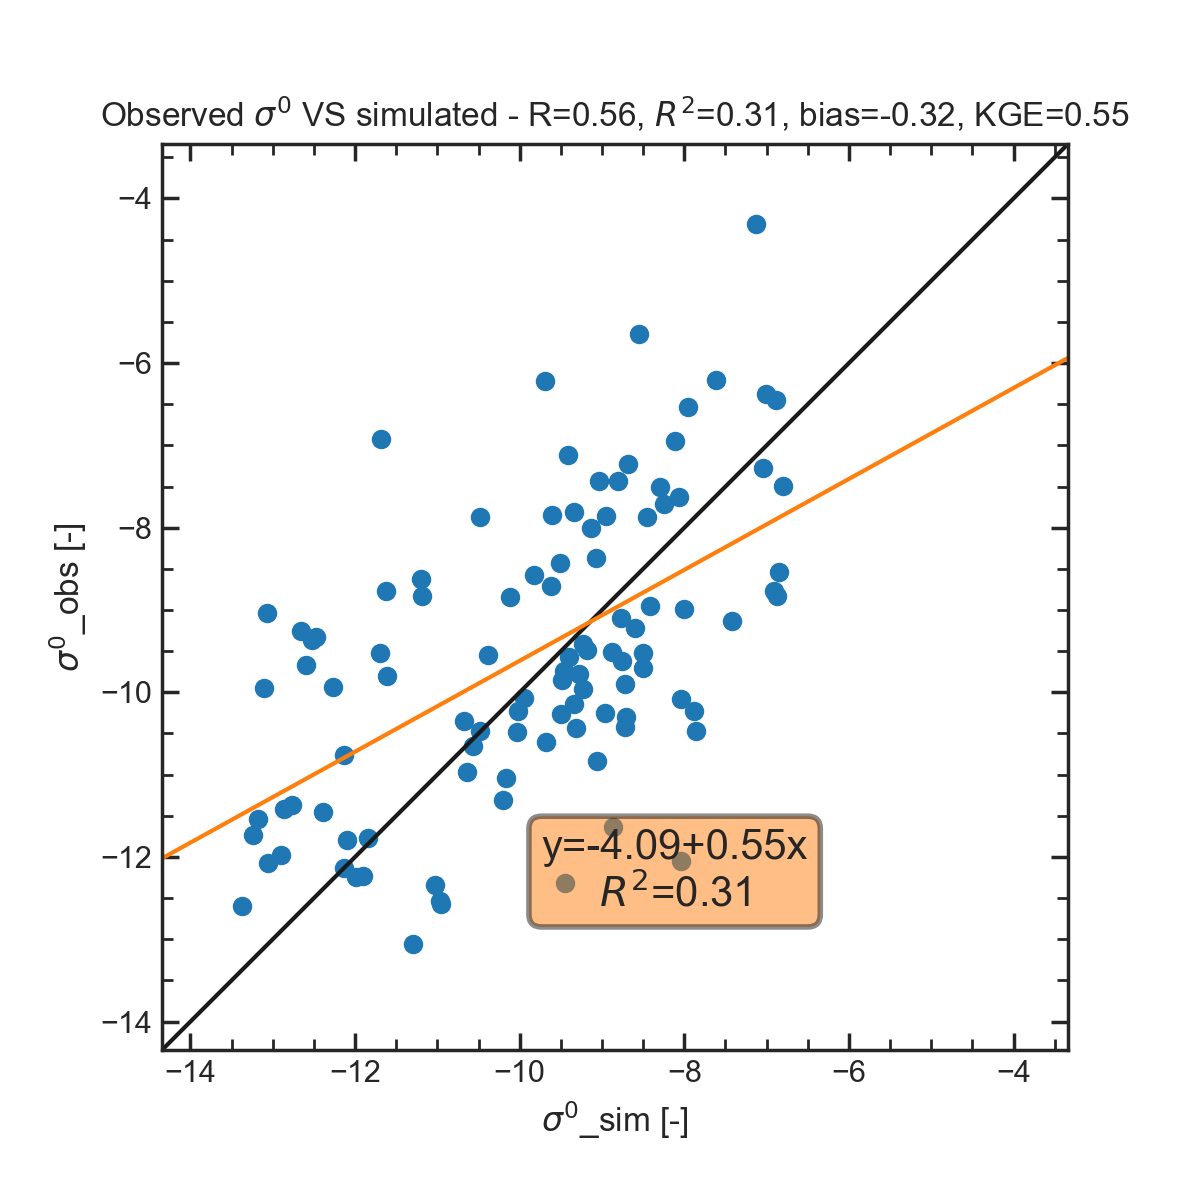 Observed σ⁰ VS simulated - R=0.56, R²=0.31, bias=-0.32, KGE=0.55
−4
−6
−8
−10
−12
−14
σ⁰_obs [-]
y=-4.09+0.55x
R²=0.31
−14 −12 −10 −8 −6 −4
σ⁰_sim [-]